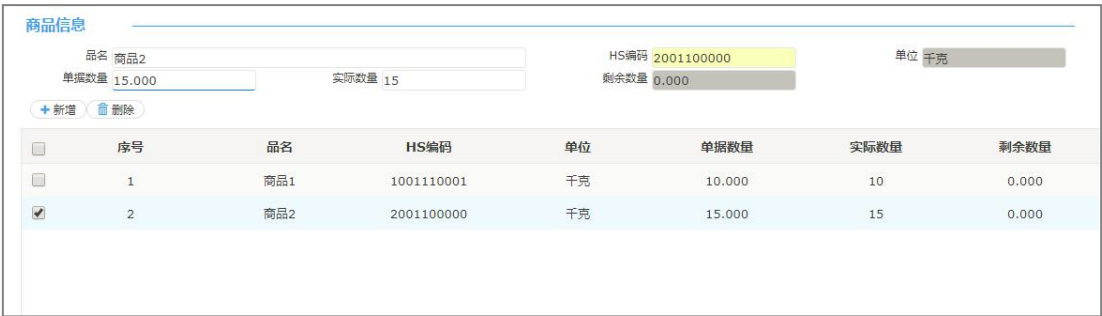 商品信息
品名 商品2 HS编码 2001100000 单位 千克
单据数量 15.000 实际数量 15 剩余数量 0.000
新增 删除
序号 品名 HS编码 单位 单据数量 实际数量 剩余数量
1 商品1 1001110001 千克 10.000 10 0.000
2 商品2 2001100000 千克 15.000 15 0.000